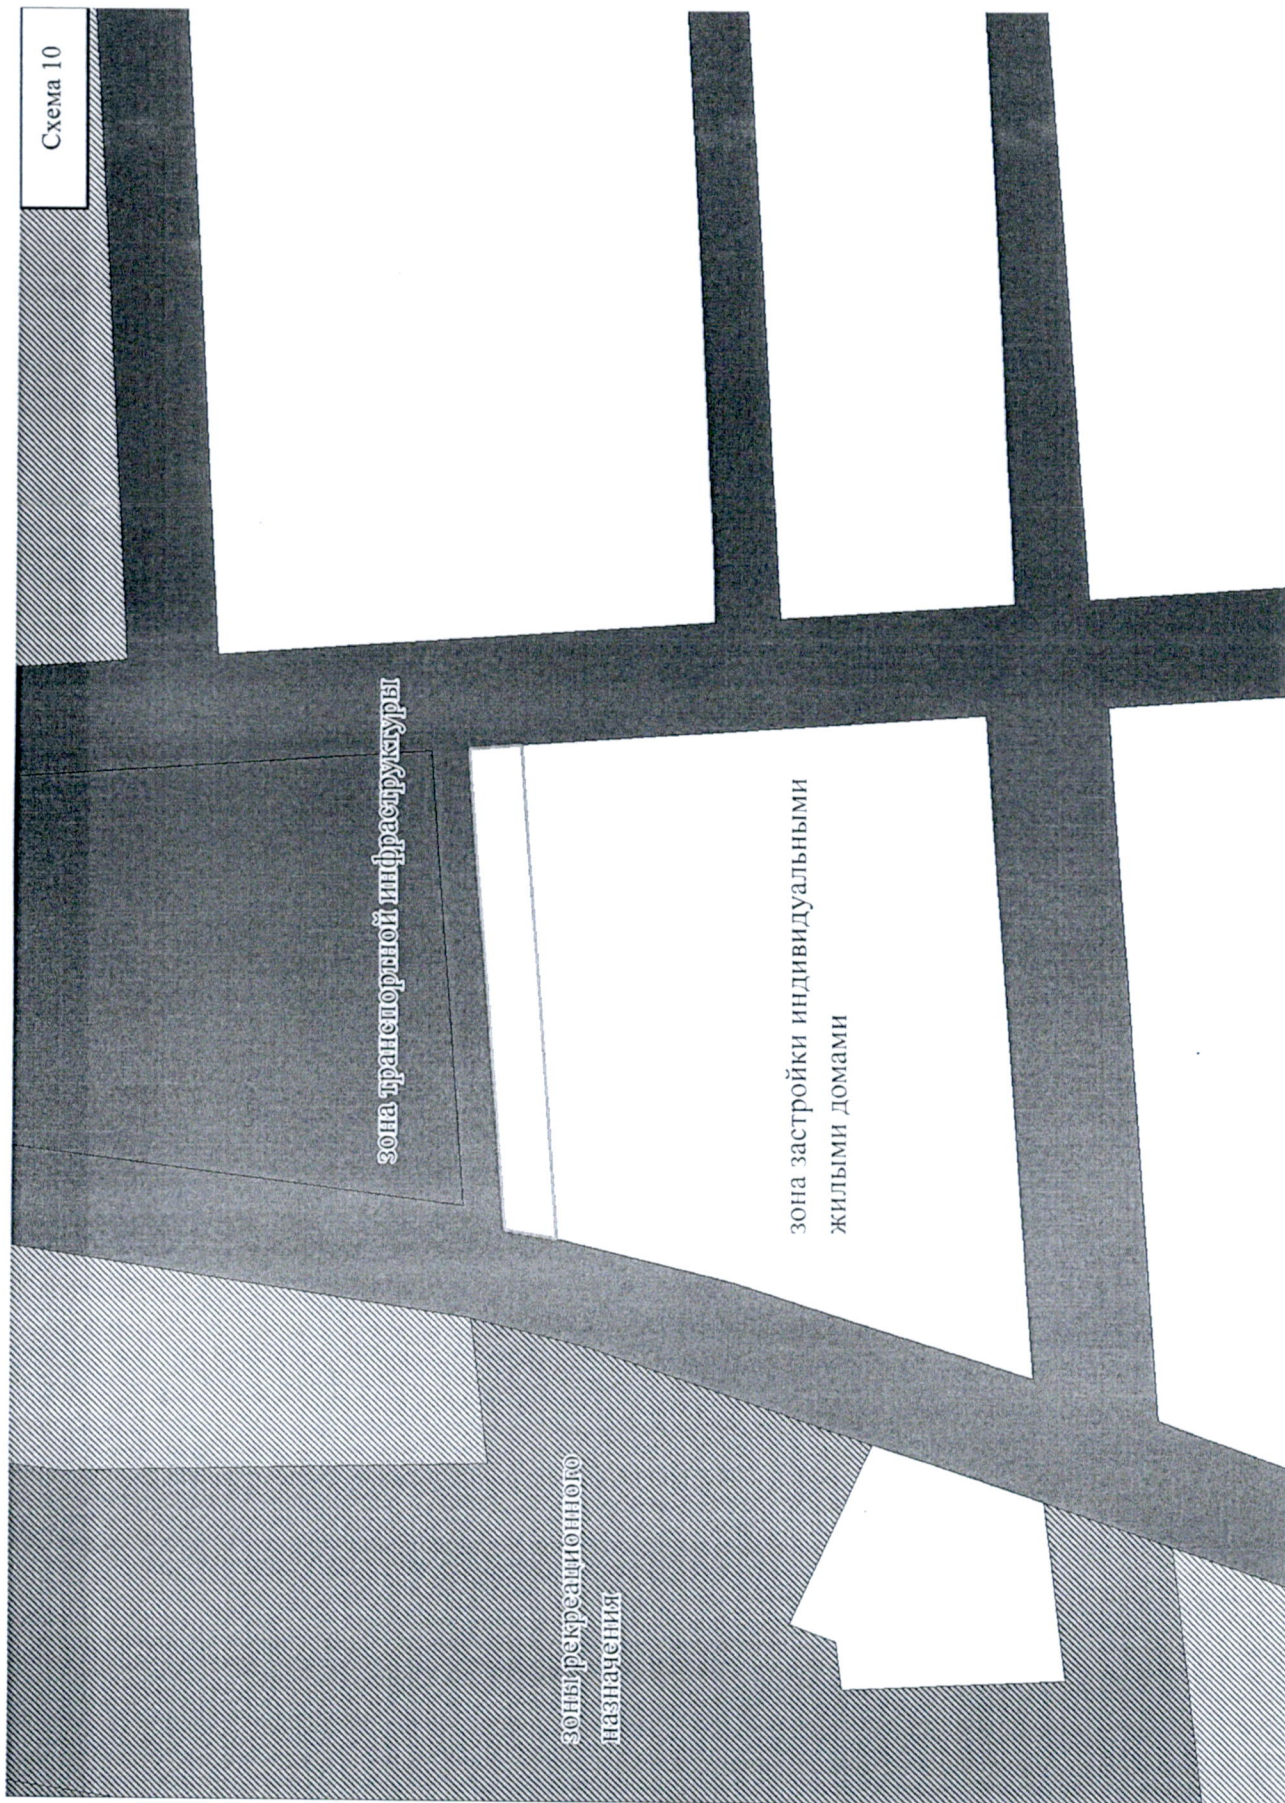 Схема 10
зона транспортной инфраструктуры
зона застройки индивидуальными
жилыми домами
зоны рекреационного
назначения